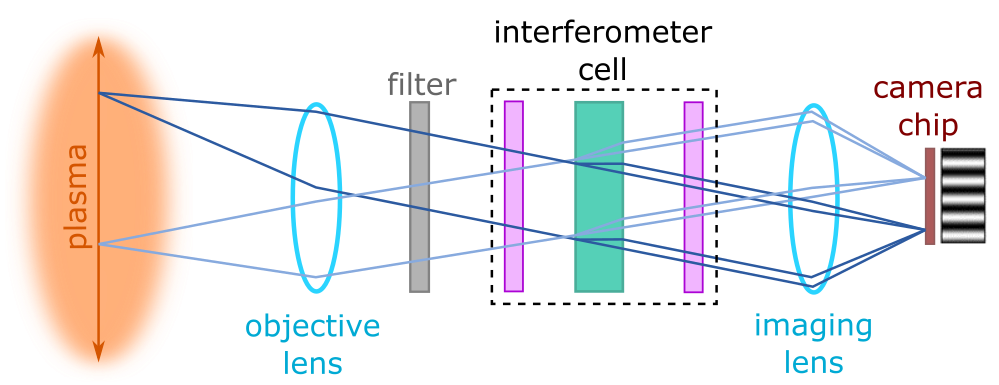 interferometer
cell
filter
camera
chip
plasma
objective
lens
imaging
lens